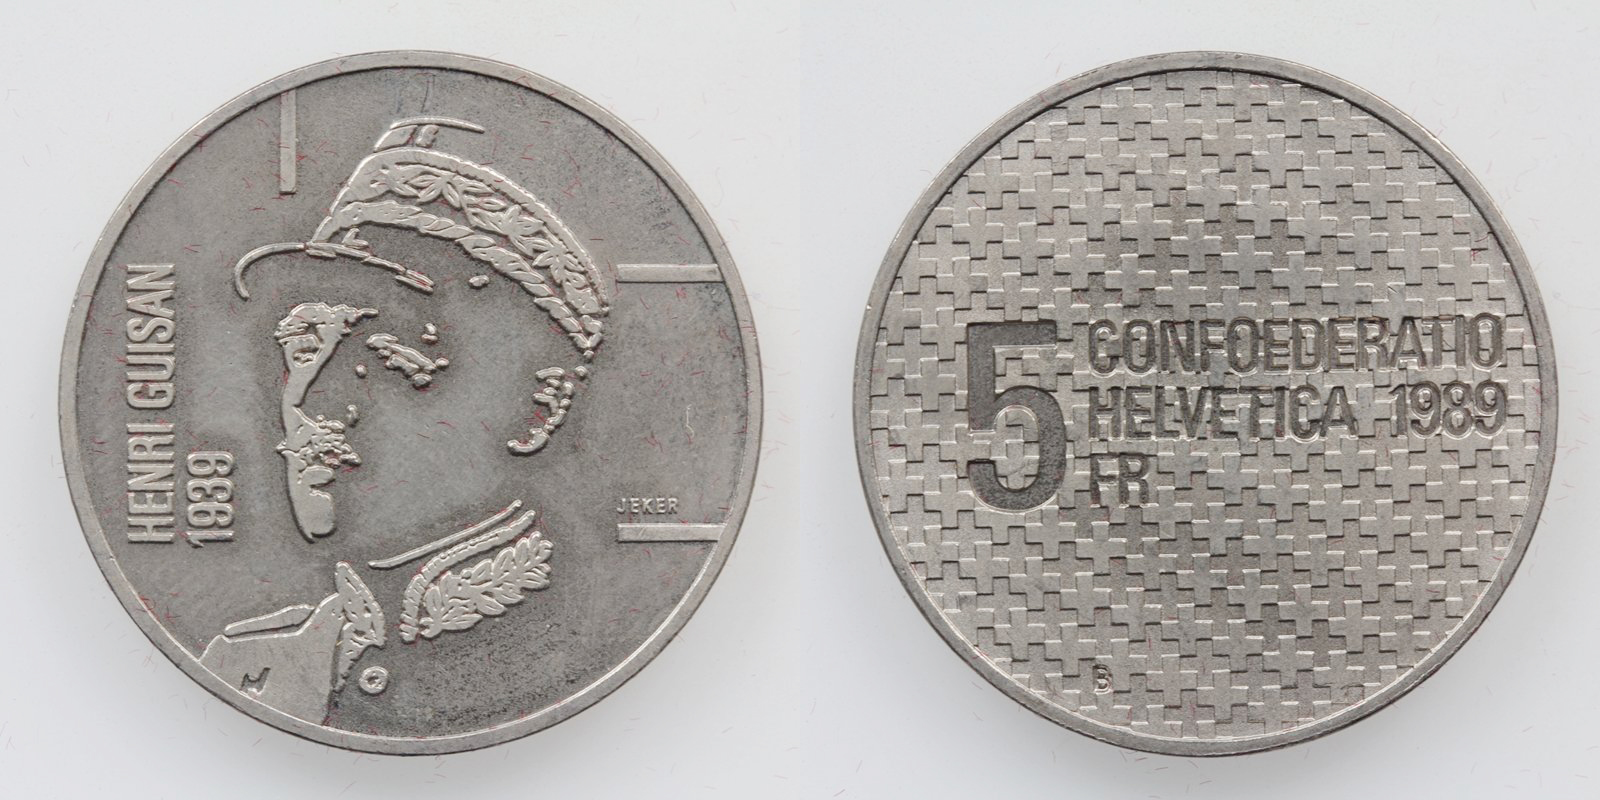 HENRI GUISAN
1939
JEKER
5 CONFOEDERATIO
HELVETICA 1989
FR
B